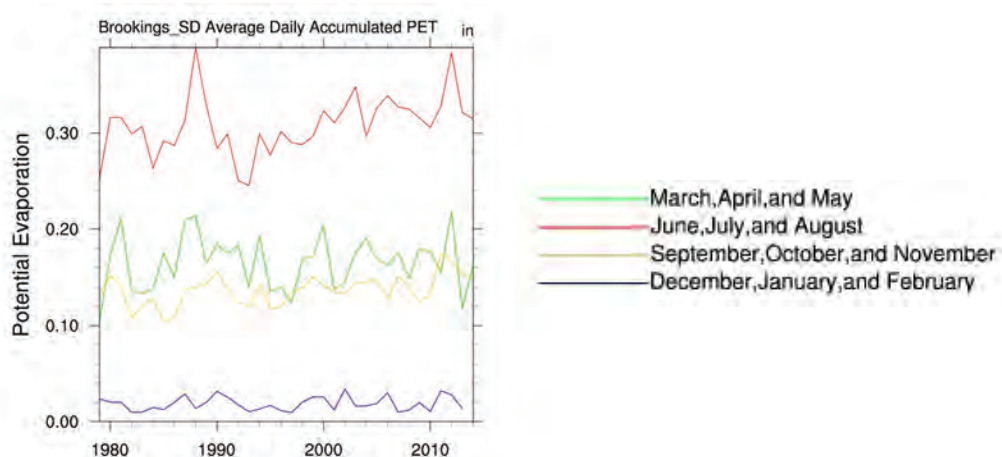 Brookings_SD Average Daily Accumulated PET in
Potential Evaporation
0.30
0.20
0.10
0.00
1980 1990 2000 2010
March,April,and May
June,July,and August
September,October,and November
December,January,and February